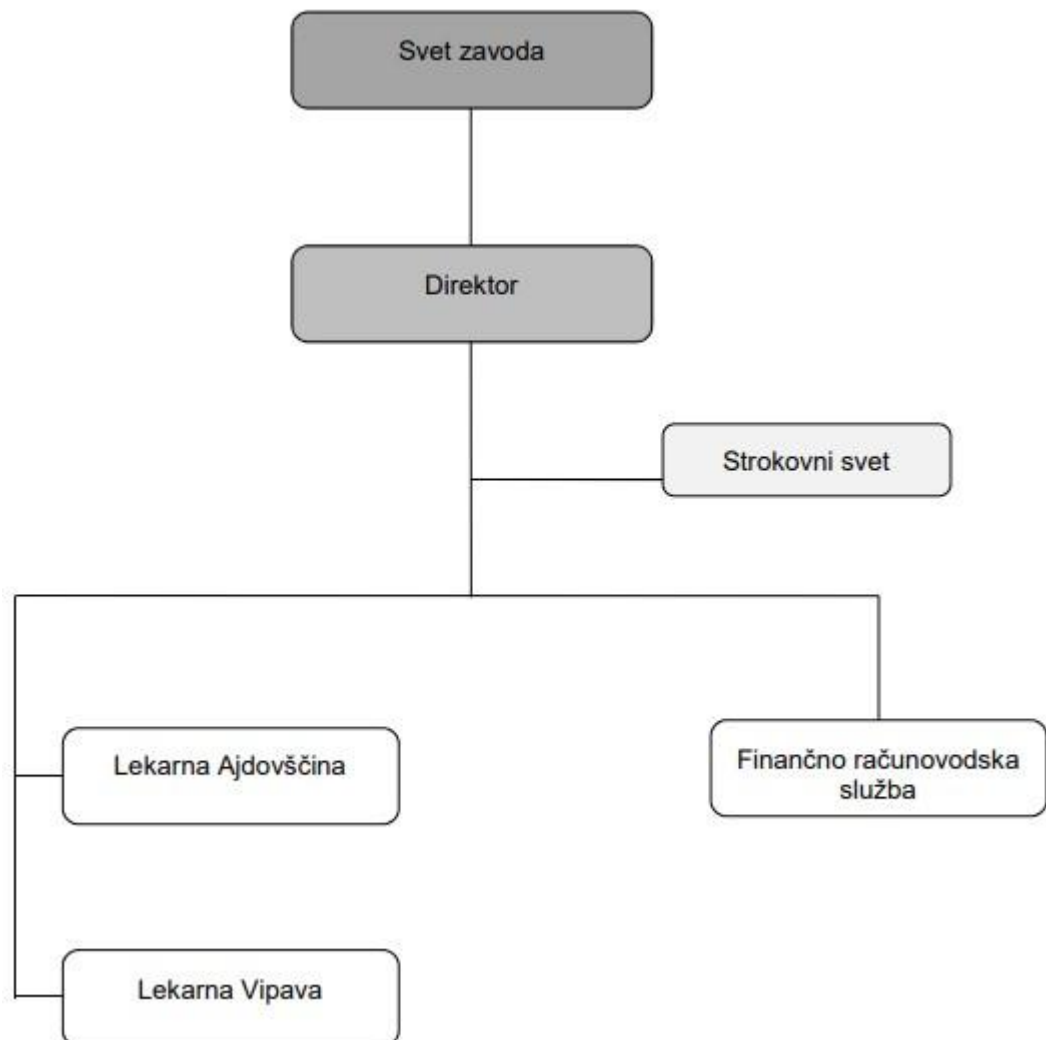 Svet zavoda
Direktor
Strokovni svet
Lekarna Ajdovščina
Finančno računovodska
služba
Lekarna Vipava